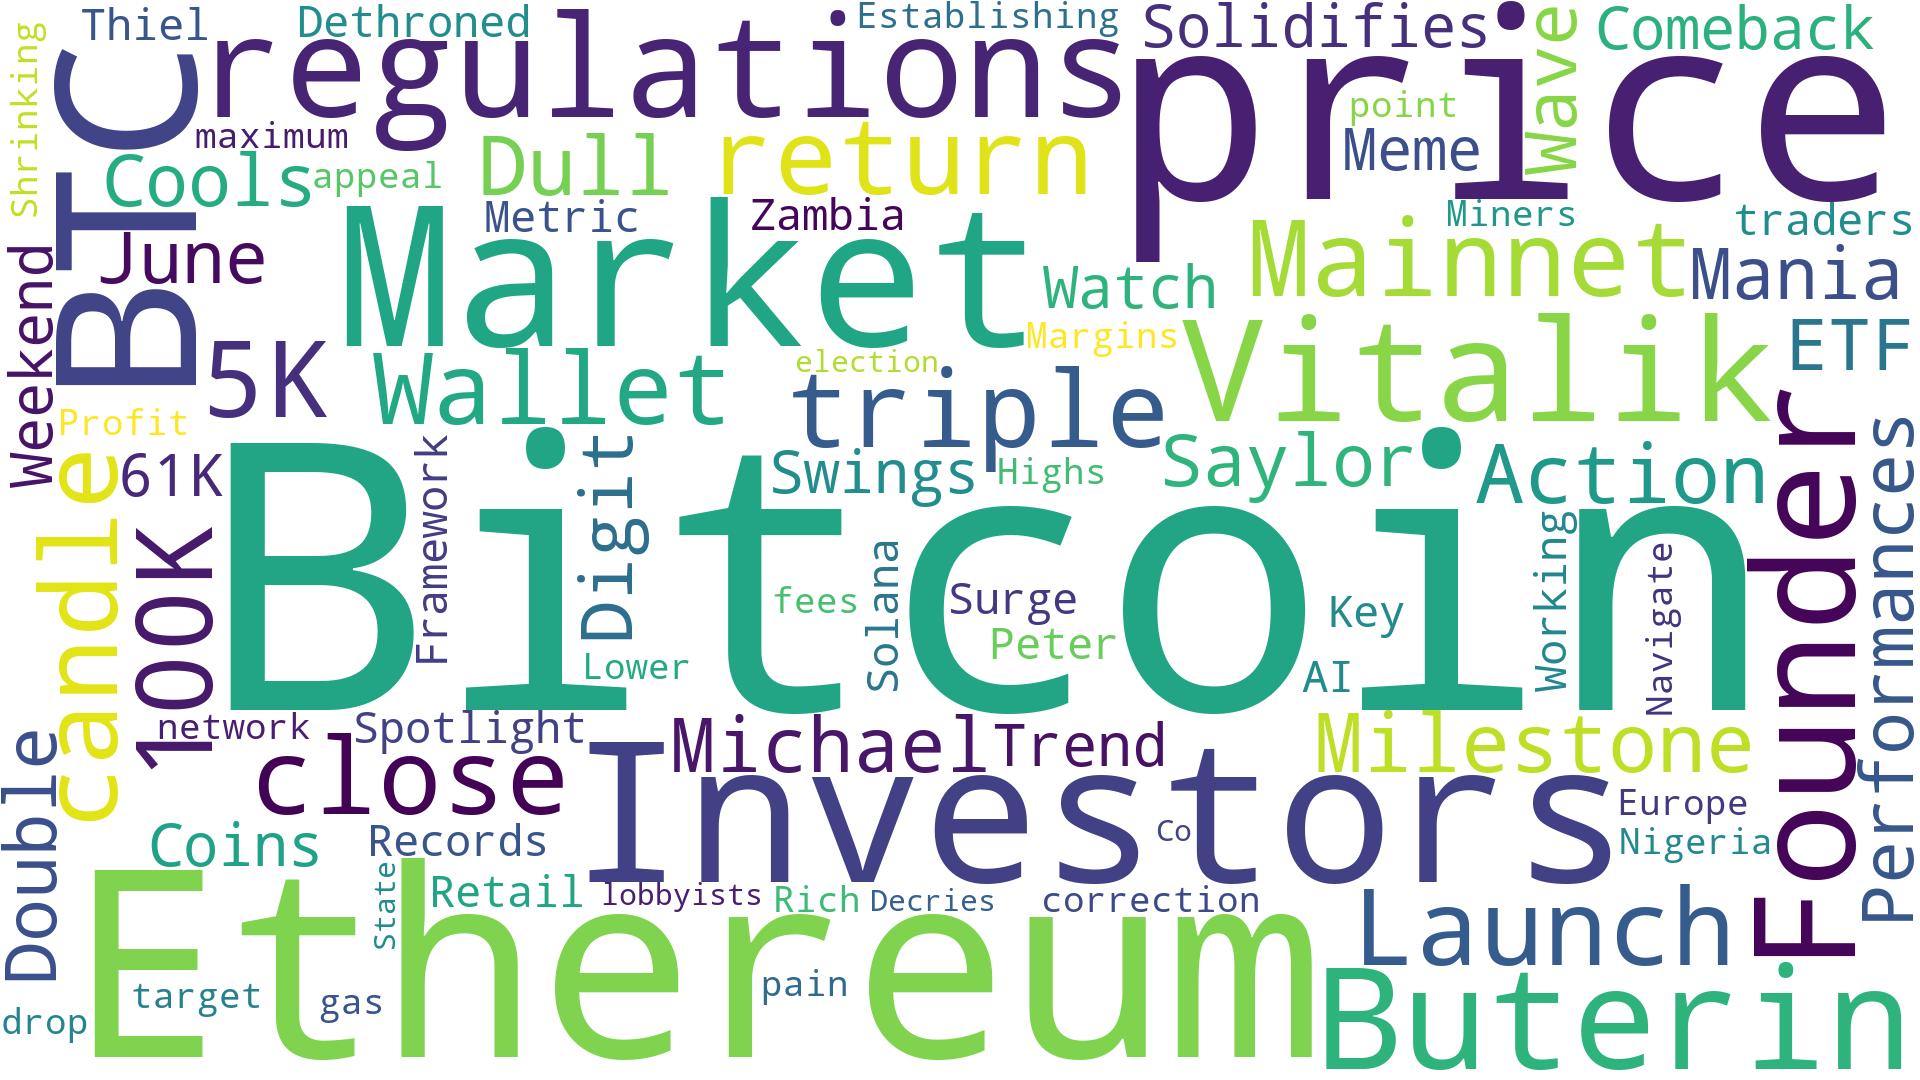 Thiel
Dethroned
Establishing
Solidifies
Wave
Comeback
Shrinking
BTC
regulations
price
maximum
point
Meme
Cools
appeal
Dull
return
Metric
Zambia
Miners
traders
June
Market
Watch
Mainnet
Mania
Weekend
5K
Wallet
election
Margins
triple
Vitalik
ETF
Profit
candle
61K
100K
Bitcoin
Framework
Digit
Swings
Highs
Saylor
Action
Founder
Performances
fees
Solana
Surge
Peter
Key
AI
Working
Navigate
Lower
network
Spotlight
Michael
Trend
Milestone
Double
close
Investors
Europe
Coins
Records
Co
Nigeria
State
Retail
lobbyists
Rich
Decries
correction
Launch
Ethereum
target
gas
pain
drop
Buterin